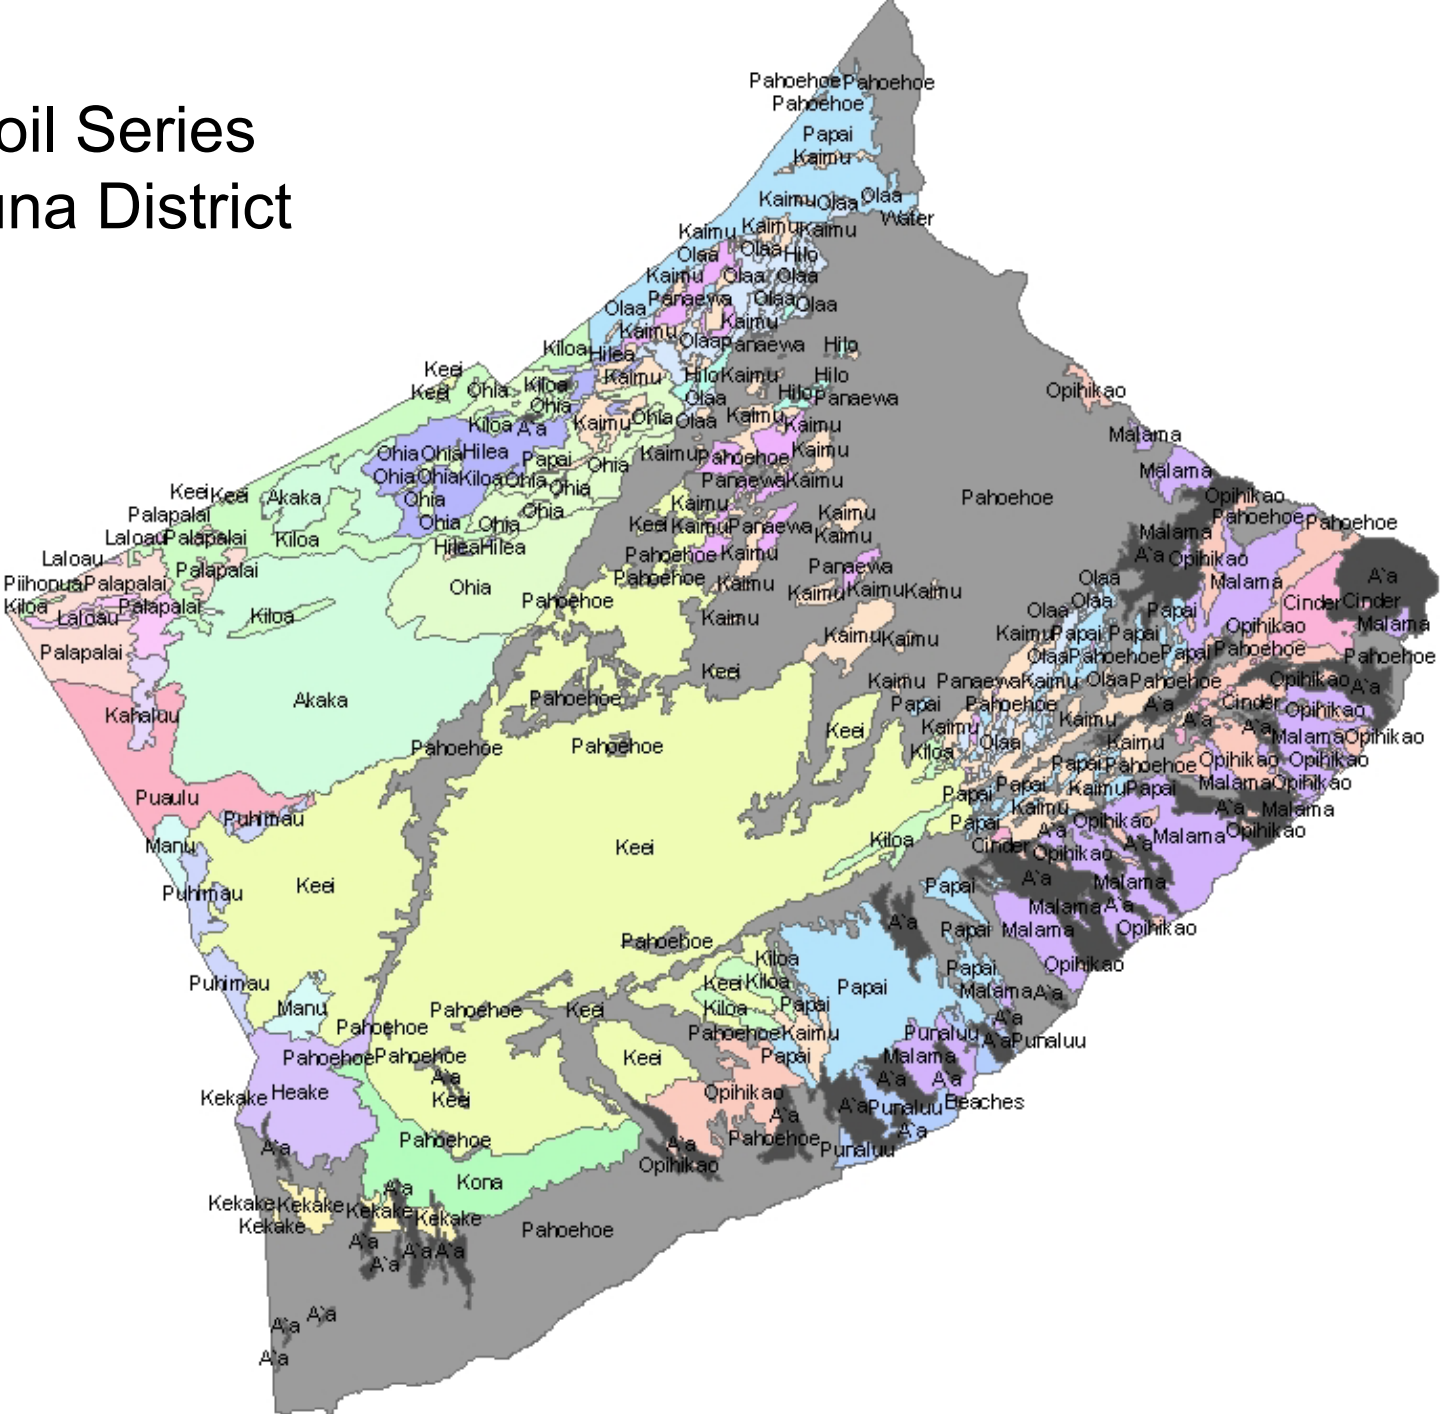 oil Series
una District
Pahoehoe Pahoehoe
Pahoehoe
Papai
Kaimu
Kaimu Olaa Olaa
Water
Kaimu Kaimu Kaimu
Olaa Olaa Hilo
Kaimu Olaa Olaa
Panaewa Olaa Olaa
Olaa
Kaimu Kaimu
Olaa Panaewa Hilo
Kiloa Hilea
Keei Kaimu Hilo Kaimu Hilo
Keei Ohia Kiloa Olaa Hilo Panaewa
Opihikao
Ohia
Kiloa A'a Kaimu Ohia Olaa Kaimu Kaimu
Malama
Ohia Ohia Hilea Papai Ohia Kaimu Pahoehoe Kaimu
Malama
Ohia Ohia Kiloa Ohia Ohia Panaewa Kaimu
Keei Keei Akaka Ohia Kaimu Pahoehoe Opihikao
Palapalai Ohia Kaimu
Ohia Ohia Keei Kaimu Panaewa Kaimu Pahoehoe Pahoehoe
Laloau Palapalai Kiloa Malama
Hilea Hilea Pahoehoe Kaimu A'a Opihikao
Laloau Palapalai Panaewa
Piihonua Palapalai Ohia Pahoehoe Kaimu Kaimu Kaimu Kaimu Olaa Malama A'a
Kiloa Laloau Palapalai Kiloa Pahoehoe Kaimu Olaa Olaa Papai Cinder Cinder
Malama
Palapalai Kaimu Kaimu Kaimu Papai Papai Opihikao
Olaa Pahoehoe Papai Pahoehoe Pahoehoe
Keei
Kaimu Panaewa Kaimu Olaa Pahoehoe Opihikao A'a
Akaka Pahoehoe Papai Pahoehoe A'a Cinder Opihikao
Kahaluu Keei Kaimu Kaimu A'a A'a
Pahoehoe Pahoehoe Kiloa Olaa Kaimu Malama Opihikao
Papai Pahoehoe Opihikao Opihikao
Puaulu Papai Papai Kaimu Papai Malama Opihikao
Puhimau Kaimu A'a Malama
Papai Opihikao
Manu Keei Kiloa Cinder A'a Opihikao A'a Malama Opihikao
Puhimau Keei Papai A'a Malama
Malama A'a
A'a Papai Malama Opihikao
Pahoehoe
Kiloa Papai Opihikao
Puhimau Keei Kiloa Papai Malama A'a
Manu Pahoehoe Keei Kiloa Papai
A'a
Pahoehoe Pahoehoe Kaimu Punaluu A'a Punaluu
Pahoehoe Pahoehoe Keei Papai Malama
A'a A'a A'a
Kekake Heake Keei Opihikao A'a Punaluu Beaches
A'a
A'a Pahoehoe A'a Pahoehoe A'a
Opihikao Punaluu
Kona
A'a
Kekake Kekake Kekake Kekake
Kekake Pahoehoe
A'a A'a A'a
A'a
A'a A'a
A'a